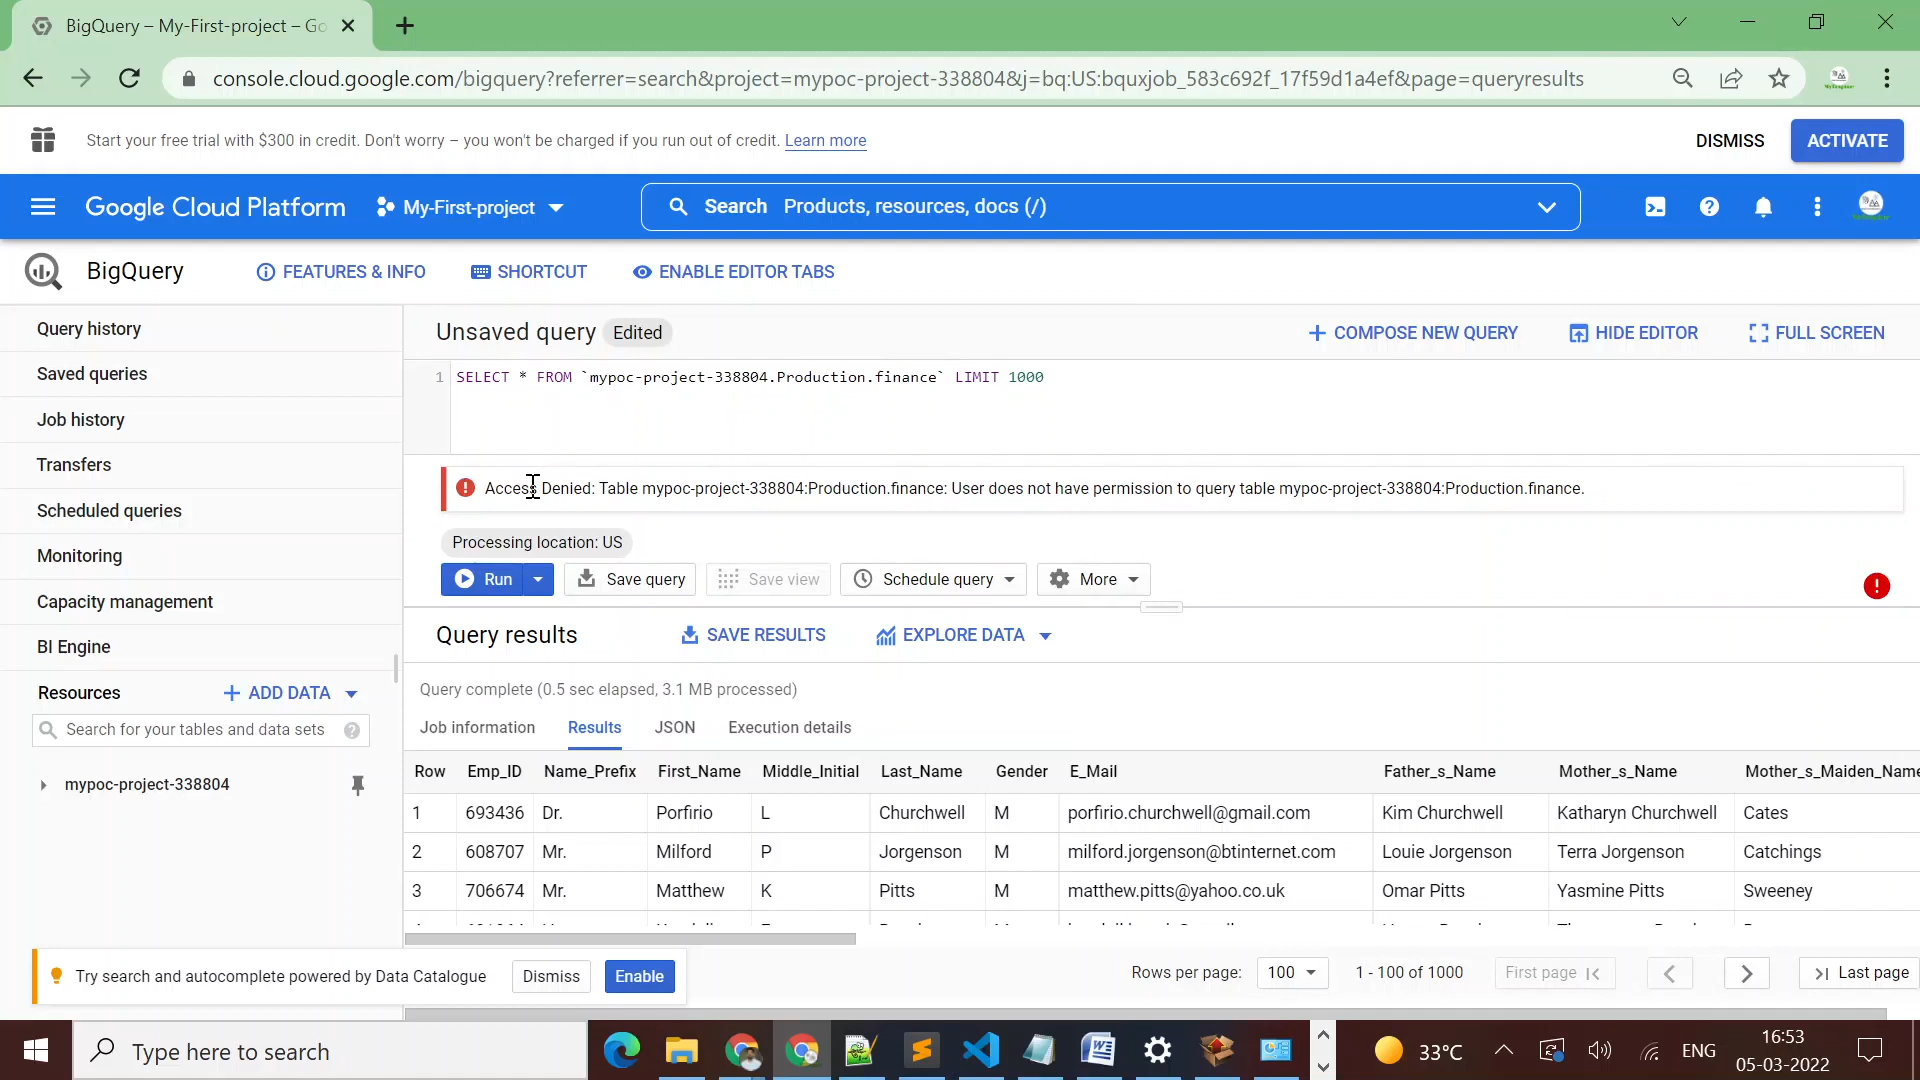 BigQuery – My-First-project – Go
console.cloud.google.com/bigquery?referrer=search&project=mypoc-project-338804&j=bq:US:bquxjob_583c692f_17f59d1a4ef&page=queryresults
Start your free trial with $300 in credit. Don't worry – you won't be charged if you run out of credit. Learn more
DISMISS
ACTIVATE
Google Cloud Platform
My-First-project
Search Products, resources, docs (/)
BigQuery
FEATURES & INFO
SHORTCUT
ENABLE EDITOR TABS
Query history
Saved queries
Job history
Transfers
Scheduled queries
Monitoring
Capacity management
BI Engine
Resources
ADD DATA
Search for your tables and data sets
mypoc-project-338804
Unsaved query Edited
COMPOSE NEW QUERY
HIDE EDITOR
FULL SCREEN
1 SELECT * FROM `mypoc-project-338804.Production.finance` LIMIT 1000
Access Denied: Table mypoc-project-338804:Production.finance: User does not have permission to query table mypoc-project-338804:Production.finance.
Processing location: US
Run
Save query
Save view
Schedule query
More
Query results
SAVE RESULTS
EXPLORE DATA
Query complete (0.5 sec elapsed, 3.1 MB processed)
Job information Results JSON Execution details
Row Emp_ID Name_Prefix First_Name Middle_Initial Last_Name Gender E_Mail Father_s_Name Mother_s_Name Mother_s_Maiden_Name
1 693436 Dr. Porfirio L Churchwell M porfirio.churchwell@gmail.com Kim Churchwell Katharyn Churchwell Cates
2 608707 Mr. Milford P Jorgenson M milford.jorgenson@btinternet.com Louie Jorgenson Terra Jorgenson Catchings
3 706674 Mr. Matthew K Pitts M matthew.pitts@yahoo.co.uk Omar Pitts Yasmine Pitts Sweeney
Try search and autocomplete powered by Data Catalogue
Dismiss
Enable
Rows per page: 100
1 - 100 of 1000
First page
Last page
Type here to search
33°C
ENG
16:53
05-03-2022